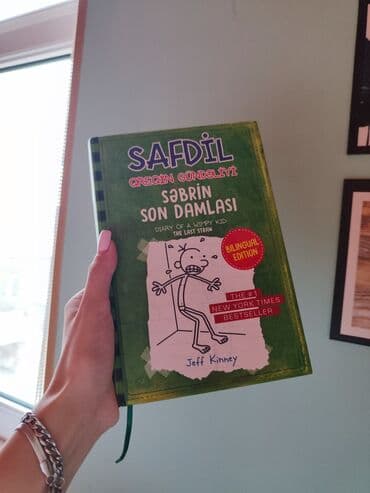 SAFDİL
GREGİN GÜNDƏLİYİ
SƏBRİN
SON DAMLASI
DIARY OF A WIMPY KID
THE LAST STRAW
BILINGUAL
EDITION
THE #1
NEW YORK TIMES
BESTSELLER
Jeff Kinney